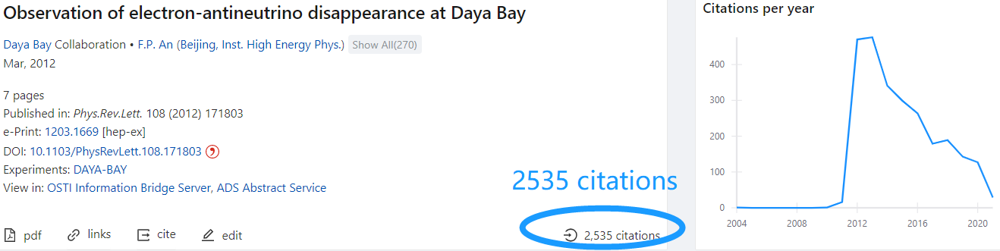 Observation of electron-antineutrino disappearance at Daya Bay
Daya Bay Collaboration • F.P. An (Beijing, Inst. High Energy Phys.) Show All(270)
Mar, 2012
7 pages
Published in: Phys.Rev.Lett. 108 (2012) 171803
e-Print: 1203.1669 [hep-ex]
DOI: 10.1103/PhysRevLett.108.171803
Experiments: DAYA-BAY
View in: OSTI Information Bridge Server, ADS Abstract Service
2535 citations
pdf links cite edit 2,535 citations
Citations per year
400
300
200
100
0
2004 2008 2012 2016 2020